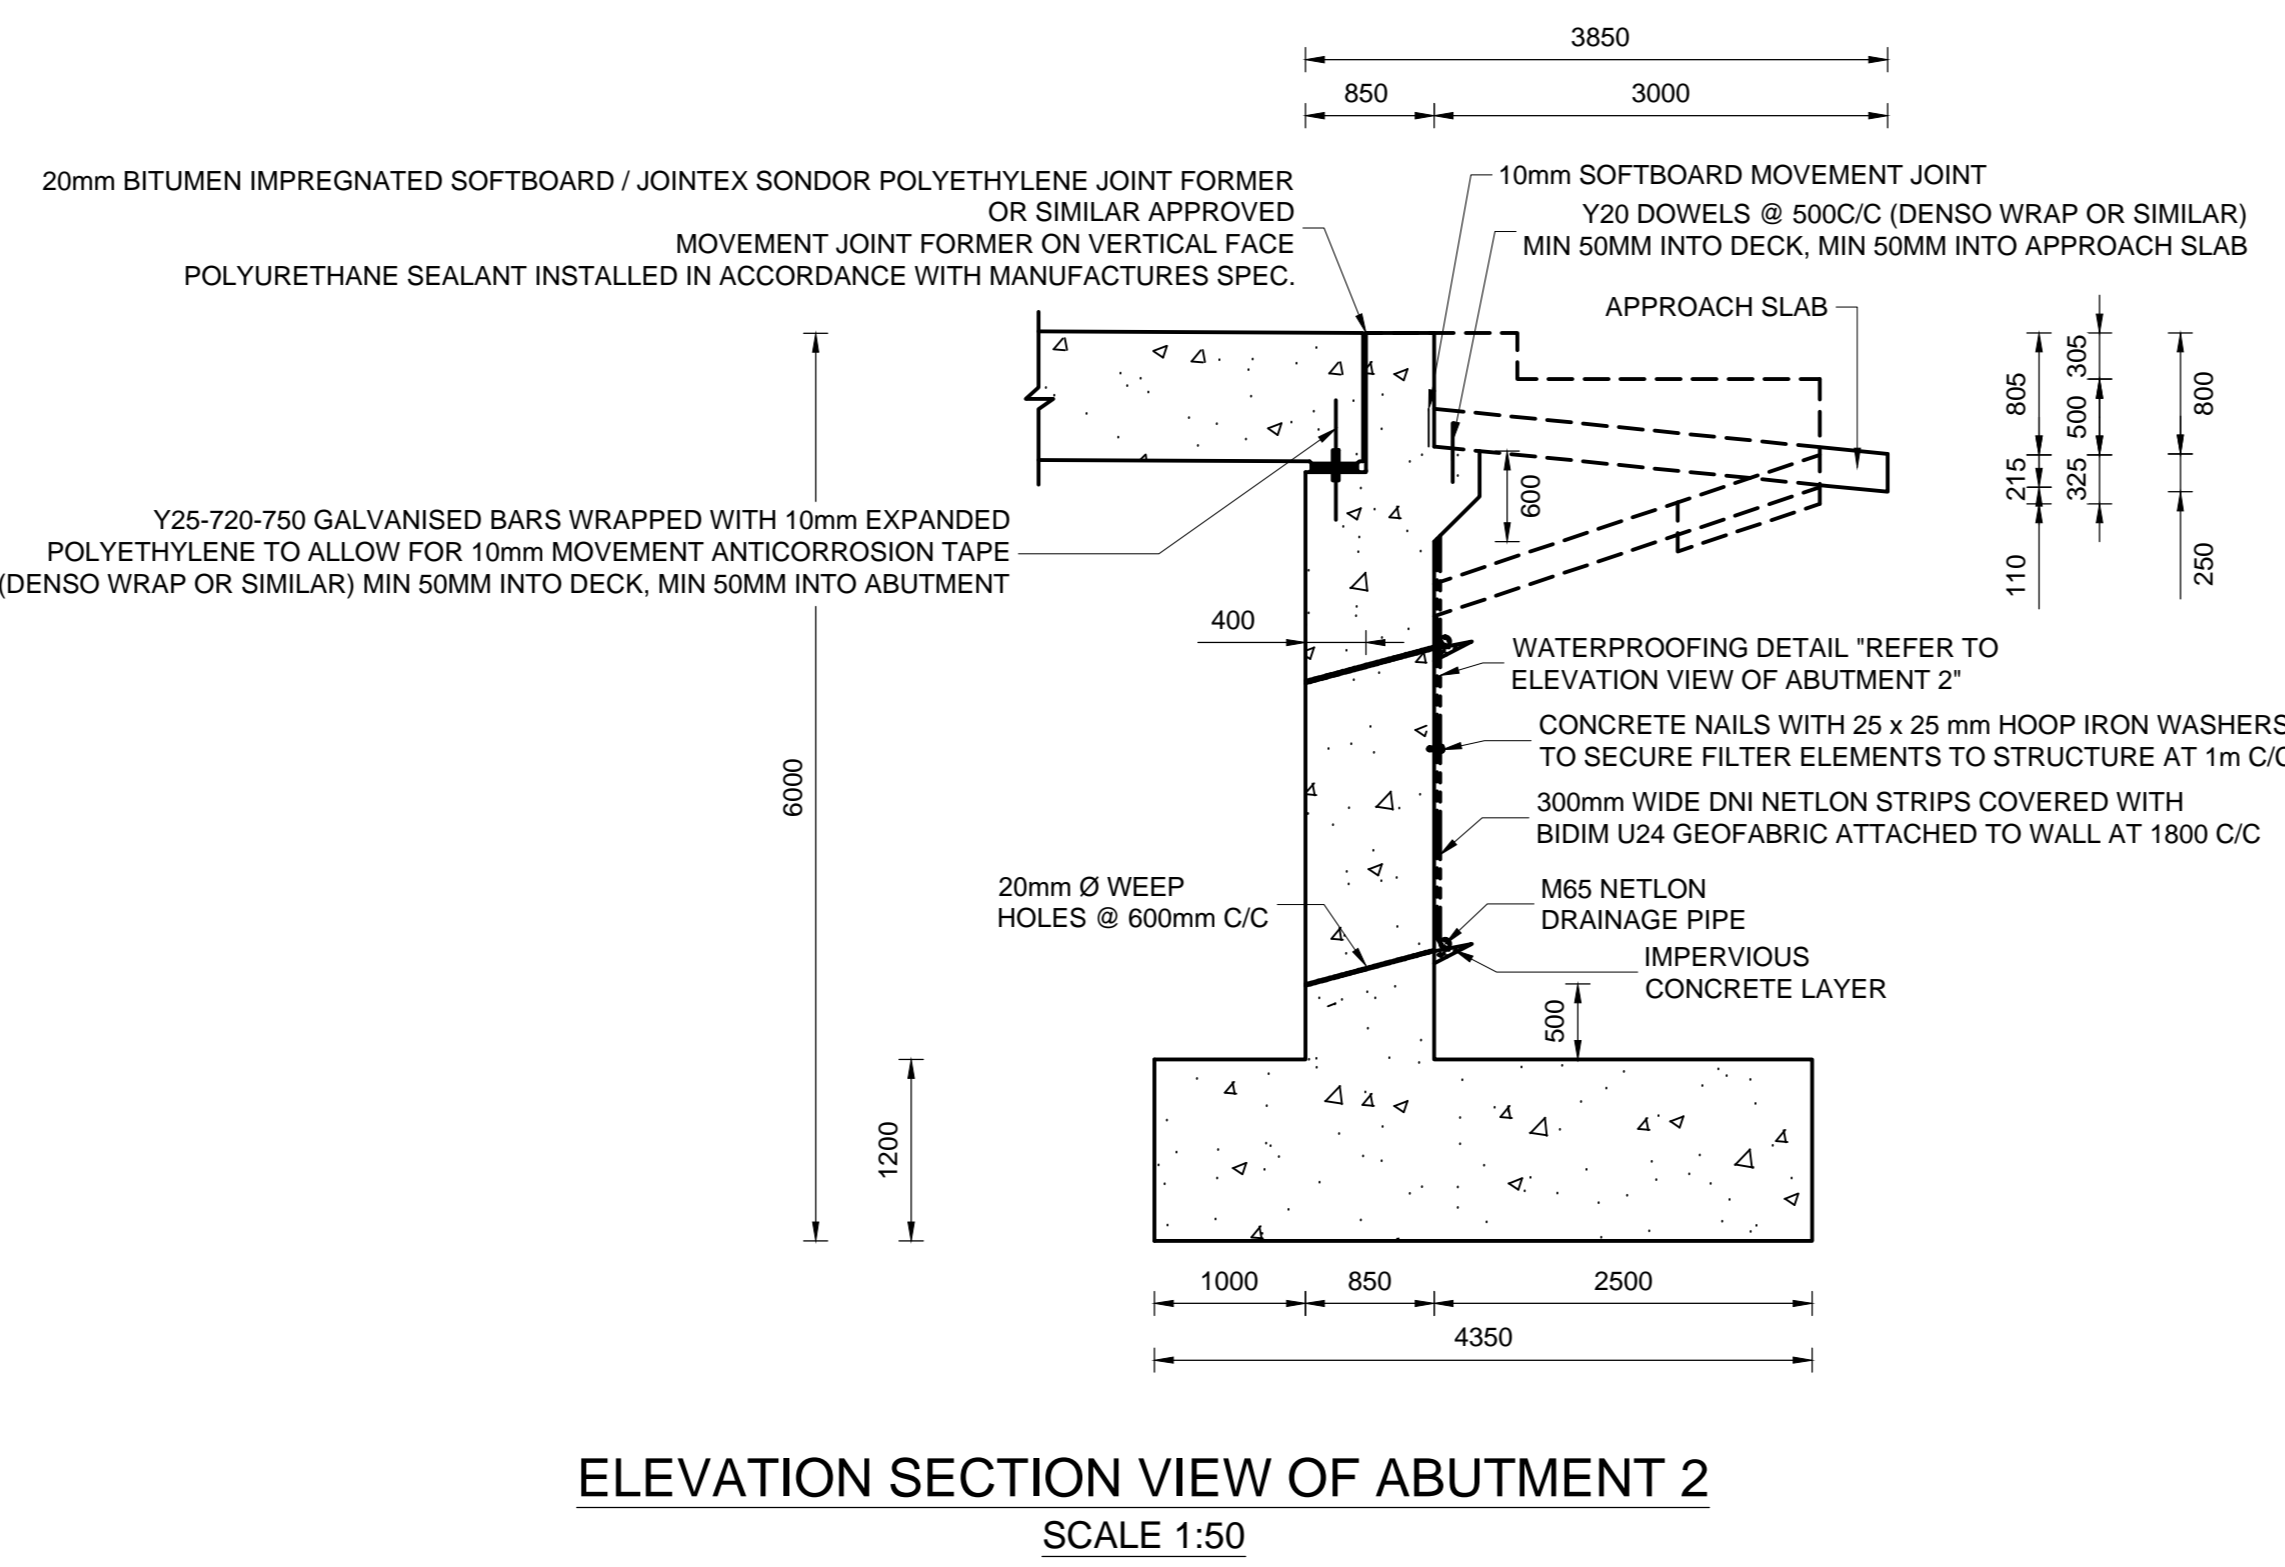 3850
850
3000
20mm BITUMEN IMPREGNATED SOFTBOARD / JOINTEX SONDOR POLYETHYLENE JOINT FORMER
OR SIMILAR APPROVED
MOVEMENT JOINT FORMER ON VERTICAL FACE
POLYURETHANE SEALANT INSTALLED IN ACCORDANCE WITH MANUFACTURES SPEC.
10mm SOFTBOARD MOVEMENT JOINT
Y20 DOWELS @ 500C/C (DENSO WRAP OR SIMILAR)
MIN 50MM INTO DECK, MIN 50MM INTO APPROACH SLAB
APPROACH SLAB
805
215
110
305
500
325
800
250
600
Y25-720-750 GALVANISED BARS WRAPPED WITH 10mm EXPANDED
POLYETHYLENE TO ALLOW FOR 10mm MOVEMENT ANTICORROSION TAPE
(DENSO WRAP OR SIMILAR) MIN 50MM INTO DECK, MIN 50MM INTO ABUTMENT
400
WATERPROOFING DETAIL "REFER TO
ELEVATION VIEW OF ABUTMENT 2"
CONCRETE NAILS WITH 25 x 25 mm HOOP IRON WASHERS
TO SECURE FILTER ELEMENTS TO STRUCTURE AT 1m C/C
6000
300mm WIDE DNI NETLON STRIPS COVERED WITH
BIDIM U24 GEOFABRIC ATTACHED TO WALL AT 1800 C/C
20mm Ø WEEP
HOLES @ 600mm C/C
M65 NETLON
DRAINAGE PIPE
IMPERVIOUS
CONCRETE LAYER
500
1200
1000
850
2500
4350
ELEVATION SECTION VIEW OF ABUTMENT 2
SCALE 1:50